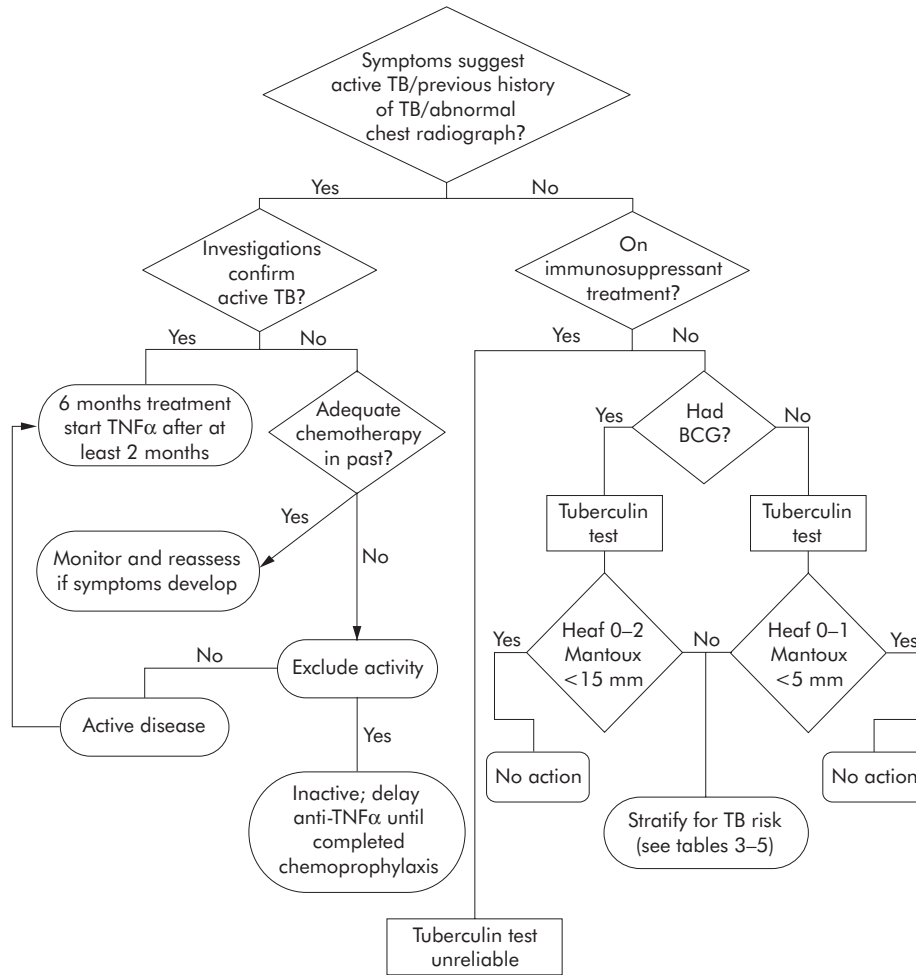 Symptoms suggest
active TB/previous history
of TB/abnormal
chest radiograph?
Yes
No
Investigations
confirm
active TB?
On
immunosuppressant
treatment?
Yes
No
Yes
No
6 months treatment
start TNFα after at
least 2 months
Adequate
chemotherapy
in past?
Yes
Had
BCG?
No
Tuberculin
test
Tuberculin
test
Yes
Monitor and reassess
if symptoms develop
No
Yes
Heaf 0–2
Mantoux
<15 mm
No
Heaf 0–1
Mantoux
<5 mm
Yes
No
Exclude activity
Active disease
Yes
No action
No action
Inactive; delay
anti-TNFα until
completed
chemoprophylaxis
Stratify for TB risk
(see tables 3–5)
Tuberculin test
unreliable